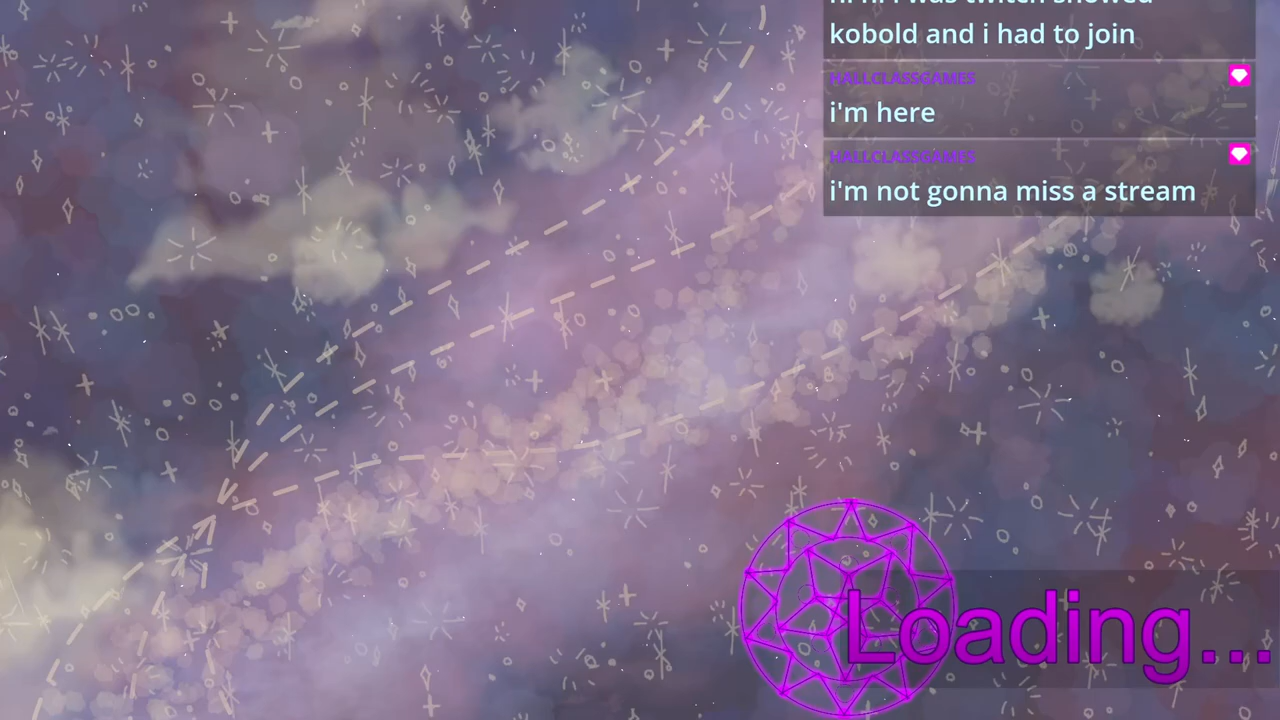 kobold and i had to join
HALLCLASSGAMES
i'm here
HALLCLASSGAMES
i'm not gonna miss a stream
Loading...